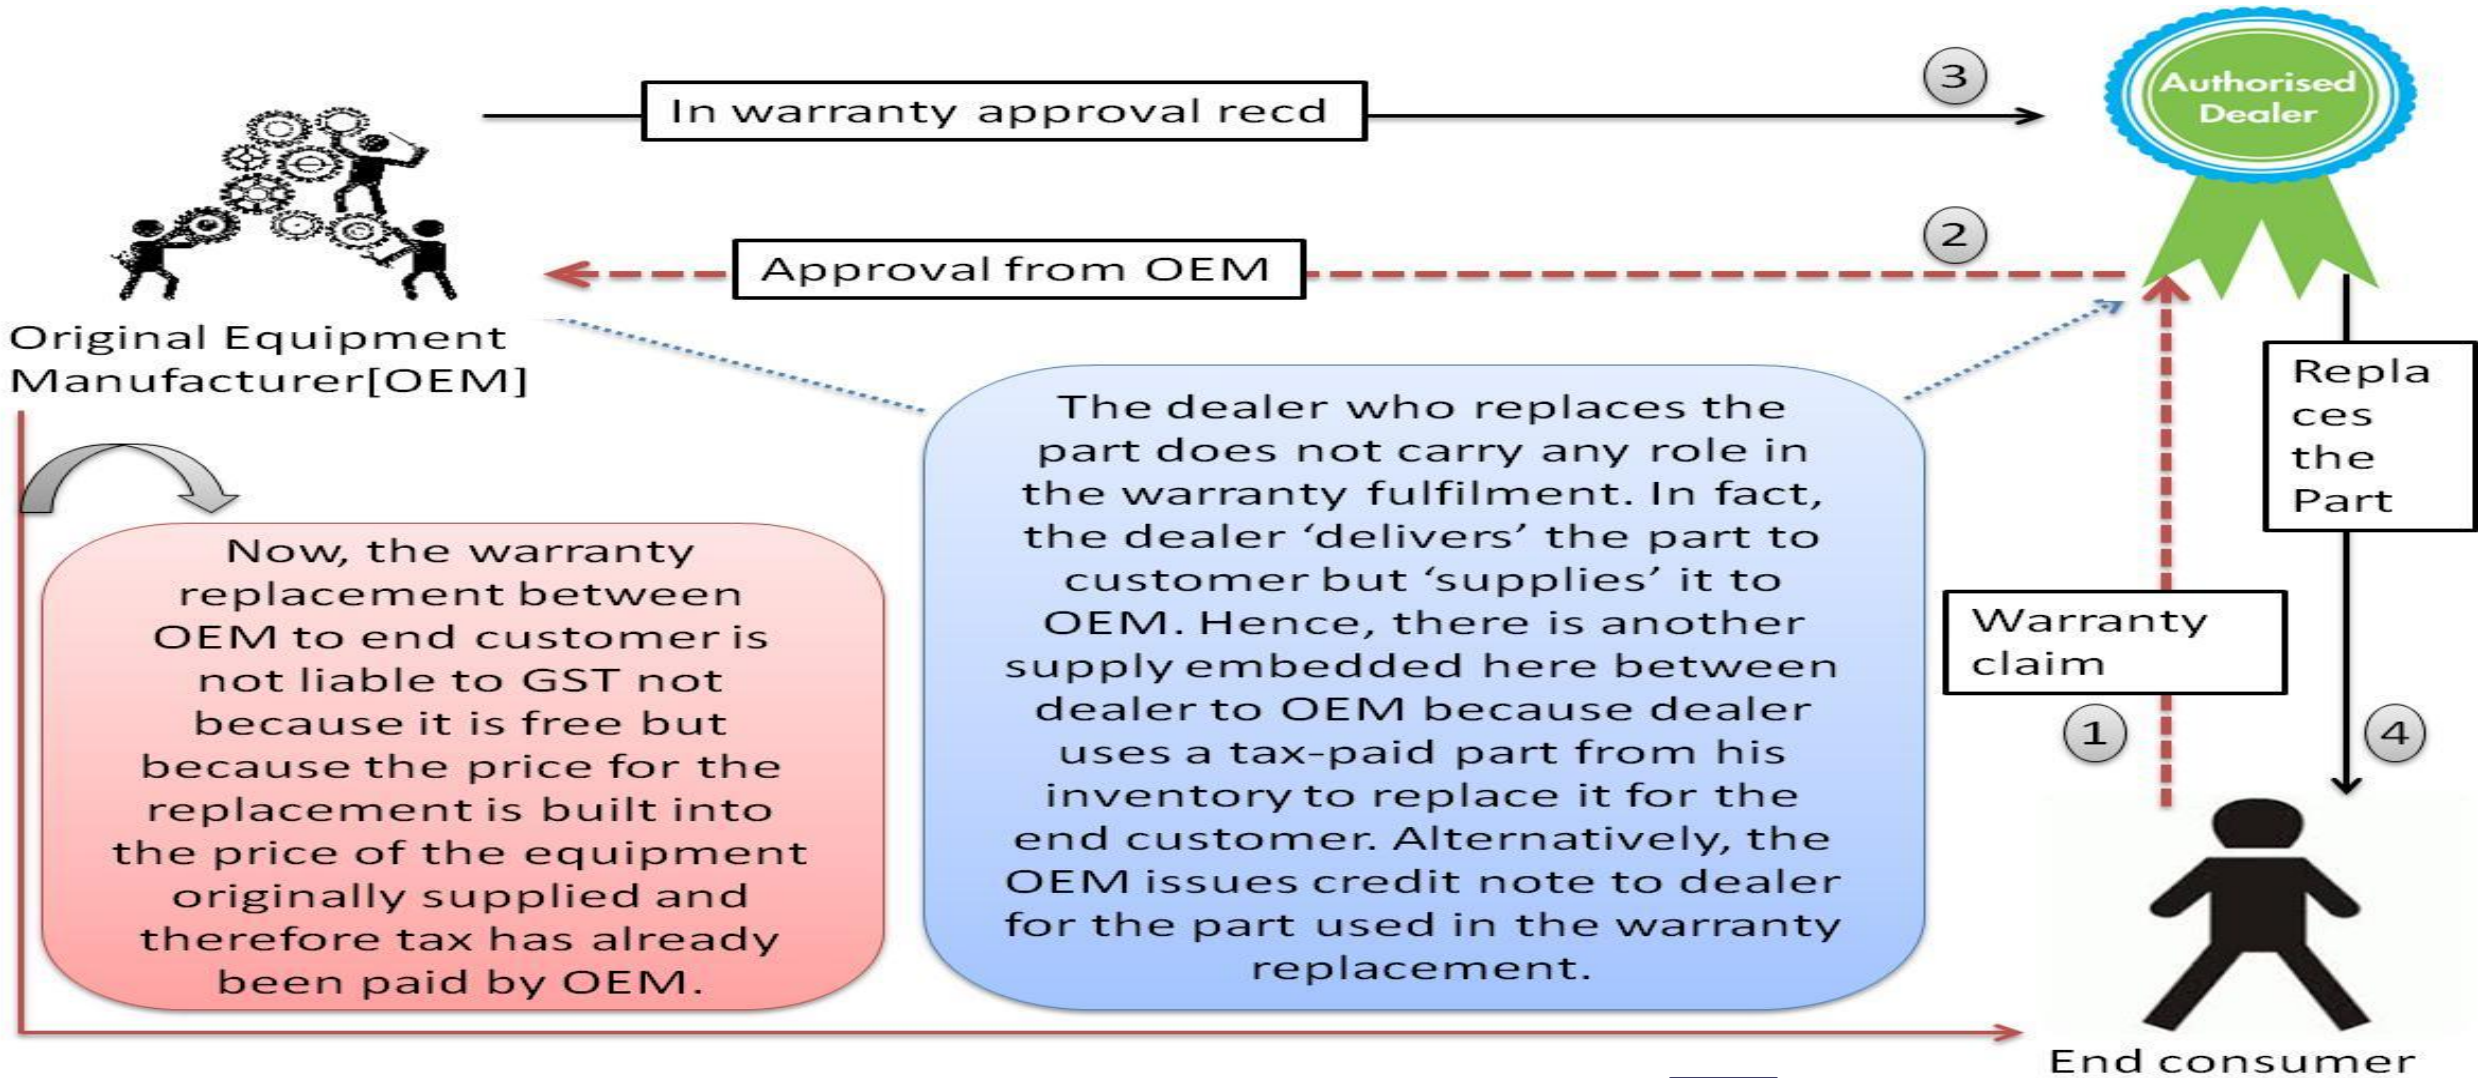 In warranty approval recd
3
Authorised
Dealer
Approval from OEM
2
Original Equipment
Manufacturer[OEM]
Now, the warranty
replacement between
OEM to end customer is
not liable to GST not
because it is free but
because the price for the
replacement is built into
the price of the equipment
originally supplied and
therefore tax has already
been paid by OEM.
The dealer who replaces the
part does not carry any role in
the warranty fulfilment. In fact,
the dealer ‘delivers’ the part to
customer but ‘supplies’ it to
OEM. Hence, there is another
supply embedded here between
dealer to OEM because dealer
uses a tax-paid part from his
inventory to replace it for the
end customer. Alternatively, the
OEM issues credit note to dealer
for the part used in the warranty
replacement.
Repla
ces
the
Part
Warranty
claim
1
4
End consumer